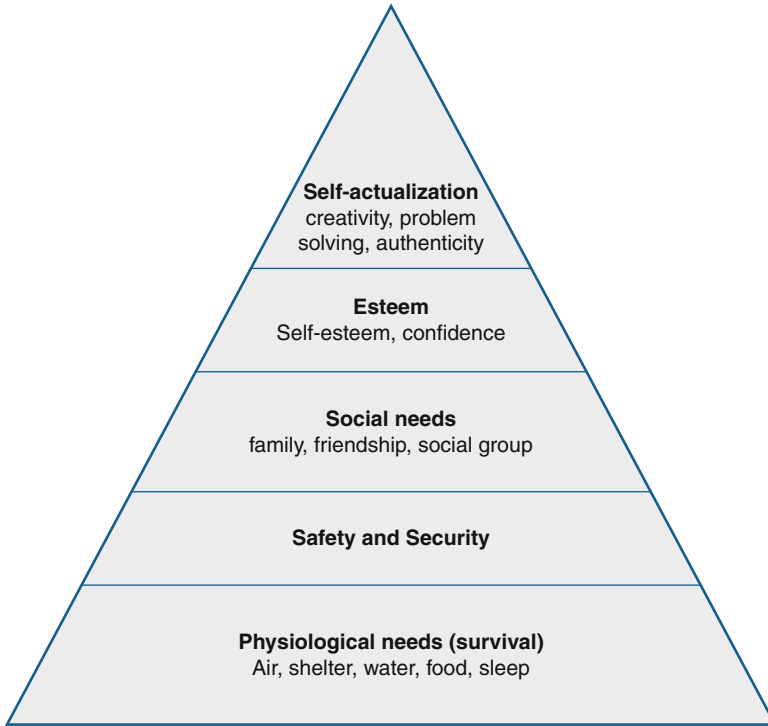 Self-actualization
creativity, problem
solving, authenticity
Esteem
Self-esteem, confidence
Social needs
family, friendship, social group
Safety and Security
Physiological needs (survival)
Air, shelter, water, food, sleep